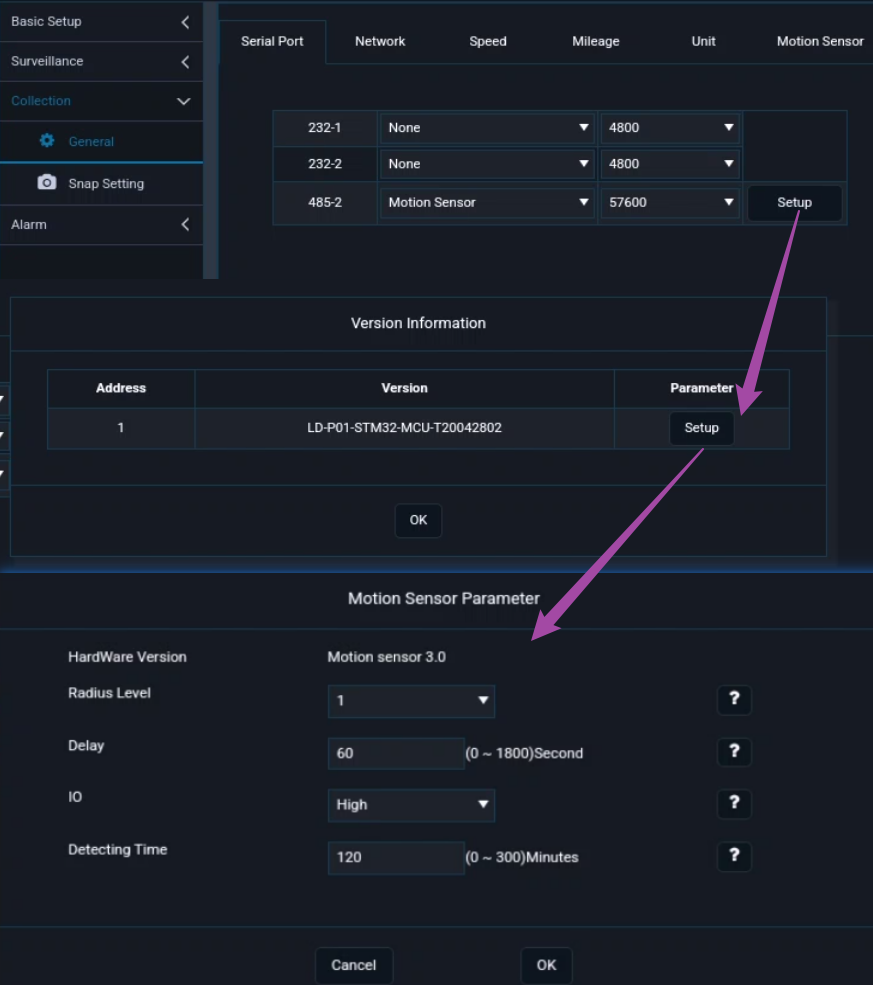 Basic Setup
Surveillance
Collection
General
Snap Setting
Alarm
Serial Port Network Speed Mileage Unit Motion Sensor
232-1 None 4800
232-2 None 4800
485-2 Motion Sensor 57600 Setup
Version Information
Address Version Parameter
1 LD-P01-STM32-MCU-T20042802 Setup
OK
Motion Sensor Parameter
HardWare Version Motion sensor 3.0
Radius Level 1 ?
Delay 60 (0 ~ 1800)Second ?
IO High ?
Detecting Time 120 (0 ~ 300)Minutes ?
Cancel OK